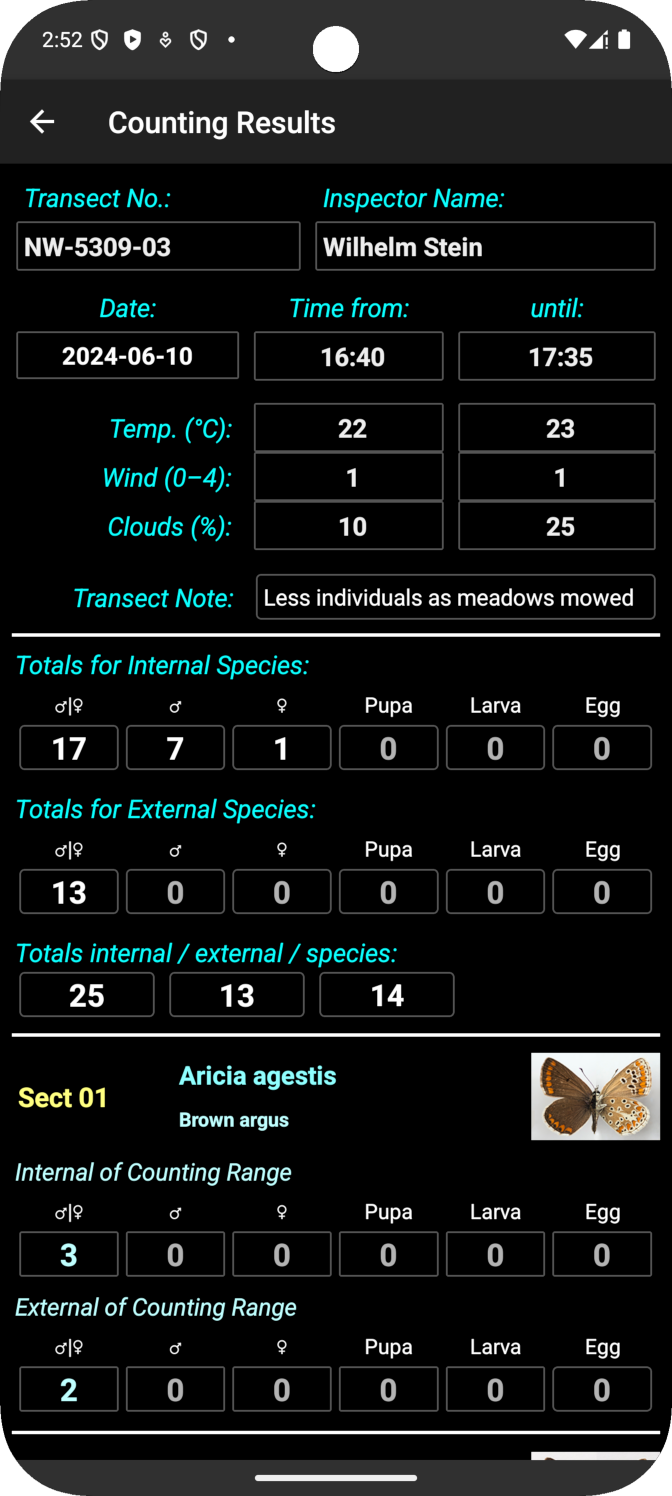 2:52
Counting Results
Transect No.: Inspector Name:
NW-5309-03 Wilhelm Stein
Date: Time from: until:
2024-06-10 16:40 17:35
Temp. (°C): 22 23
Wind (0–4): 1 1
Clouds (%): 10 25
Transect Note: Less individuals as meadows mowed
Totals for Internal Species:
♂|♀ ♂ ♀ Pupa Larva Egg
17 7 1 0 0 0
Totals for External Species:
♂|♀ ♂ ♀ Pupa Larva Egg
13 0 0 0 0 0
Totals internal / external / species:
25 13 14
Sect 01 Aricia agestis
Brown argus
Internal of Counting Range
♂|♀ ♂ ♀ Pupa Larva Egg
3 0 0 0 0 0
External of Counting Range
♂|♀ ♂ ♀ Pupa Larva Egg
2 0 0 0 0 0